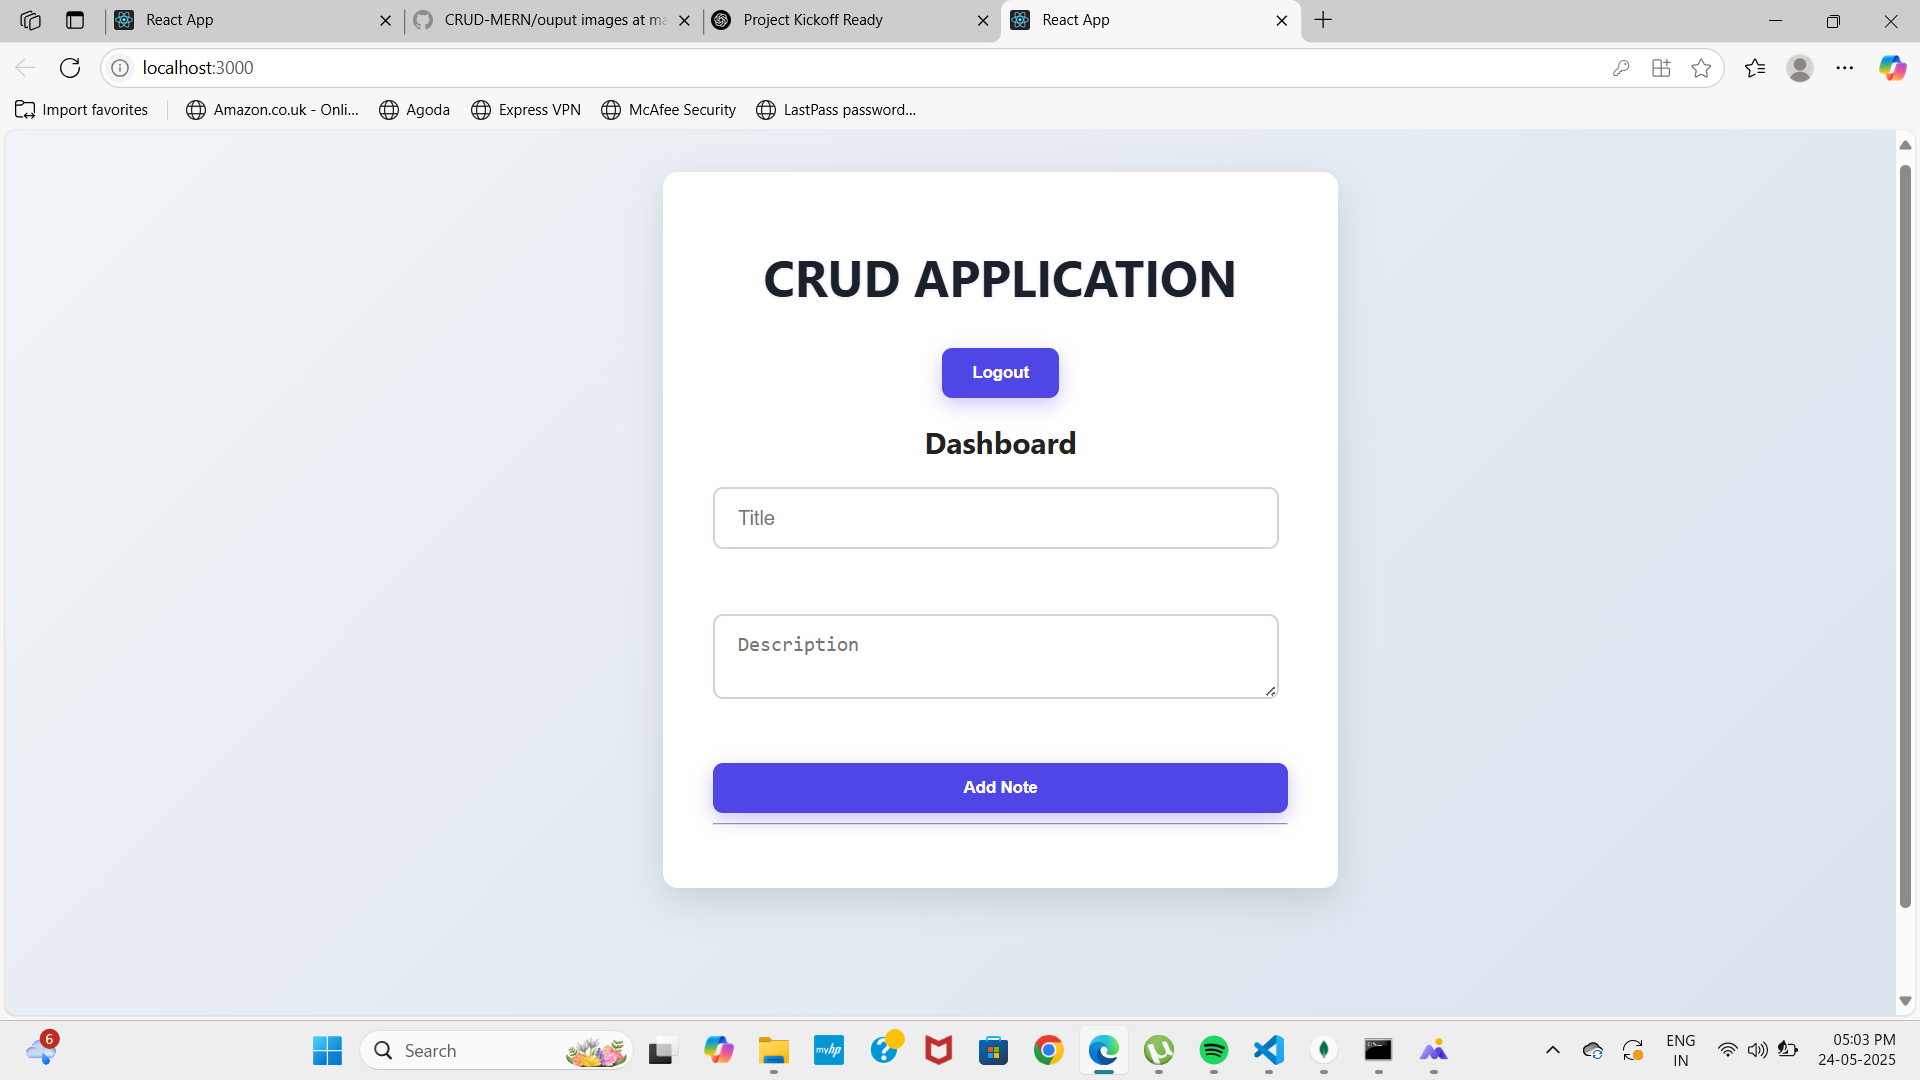 React App
CRUD-MERN/ouput images at ma
Project Kickoff Ready
React App
localhost:3000
Import favorites
Amazon.co.uk - Onli...
Agoda
Express VPN
McAfee Security
LastPass password...
CRUD APPLICATION
Logout
Dashboard
Title
Description
Add Note
6
Search
myhp
ENG
IN
05:03 PM
24-05-2025